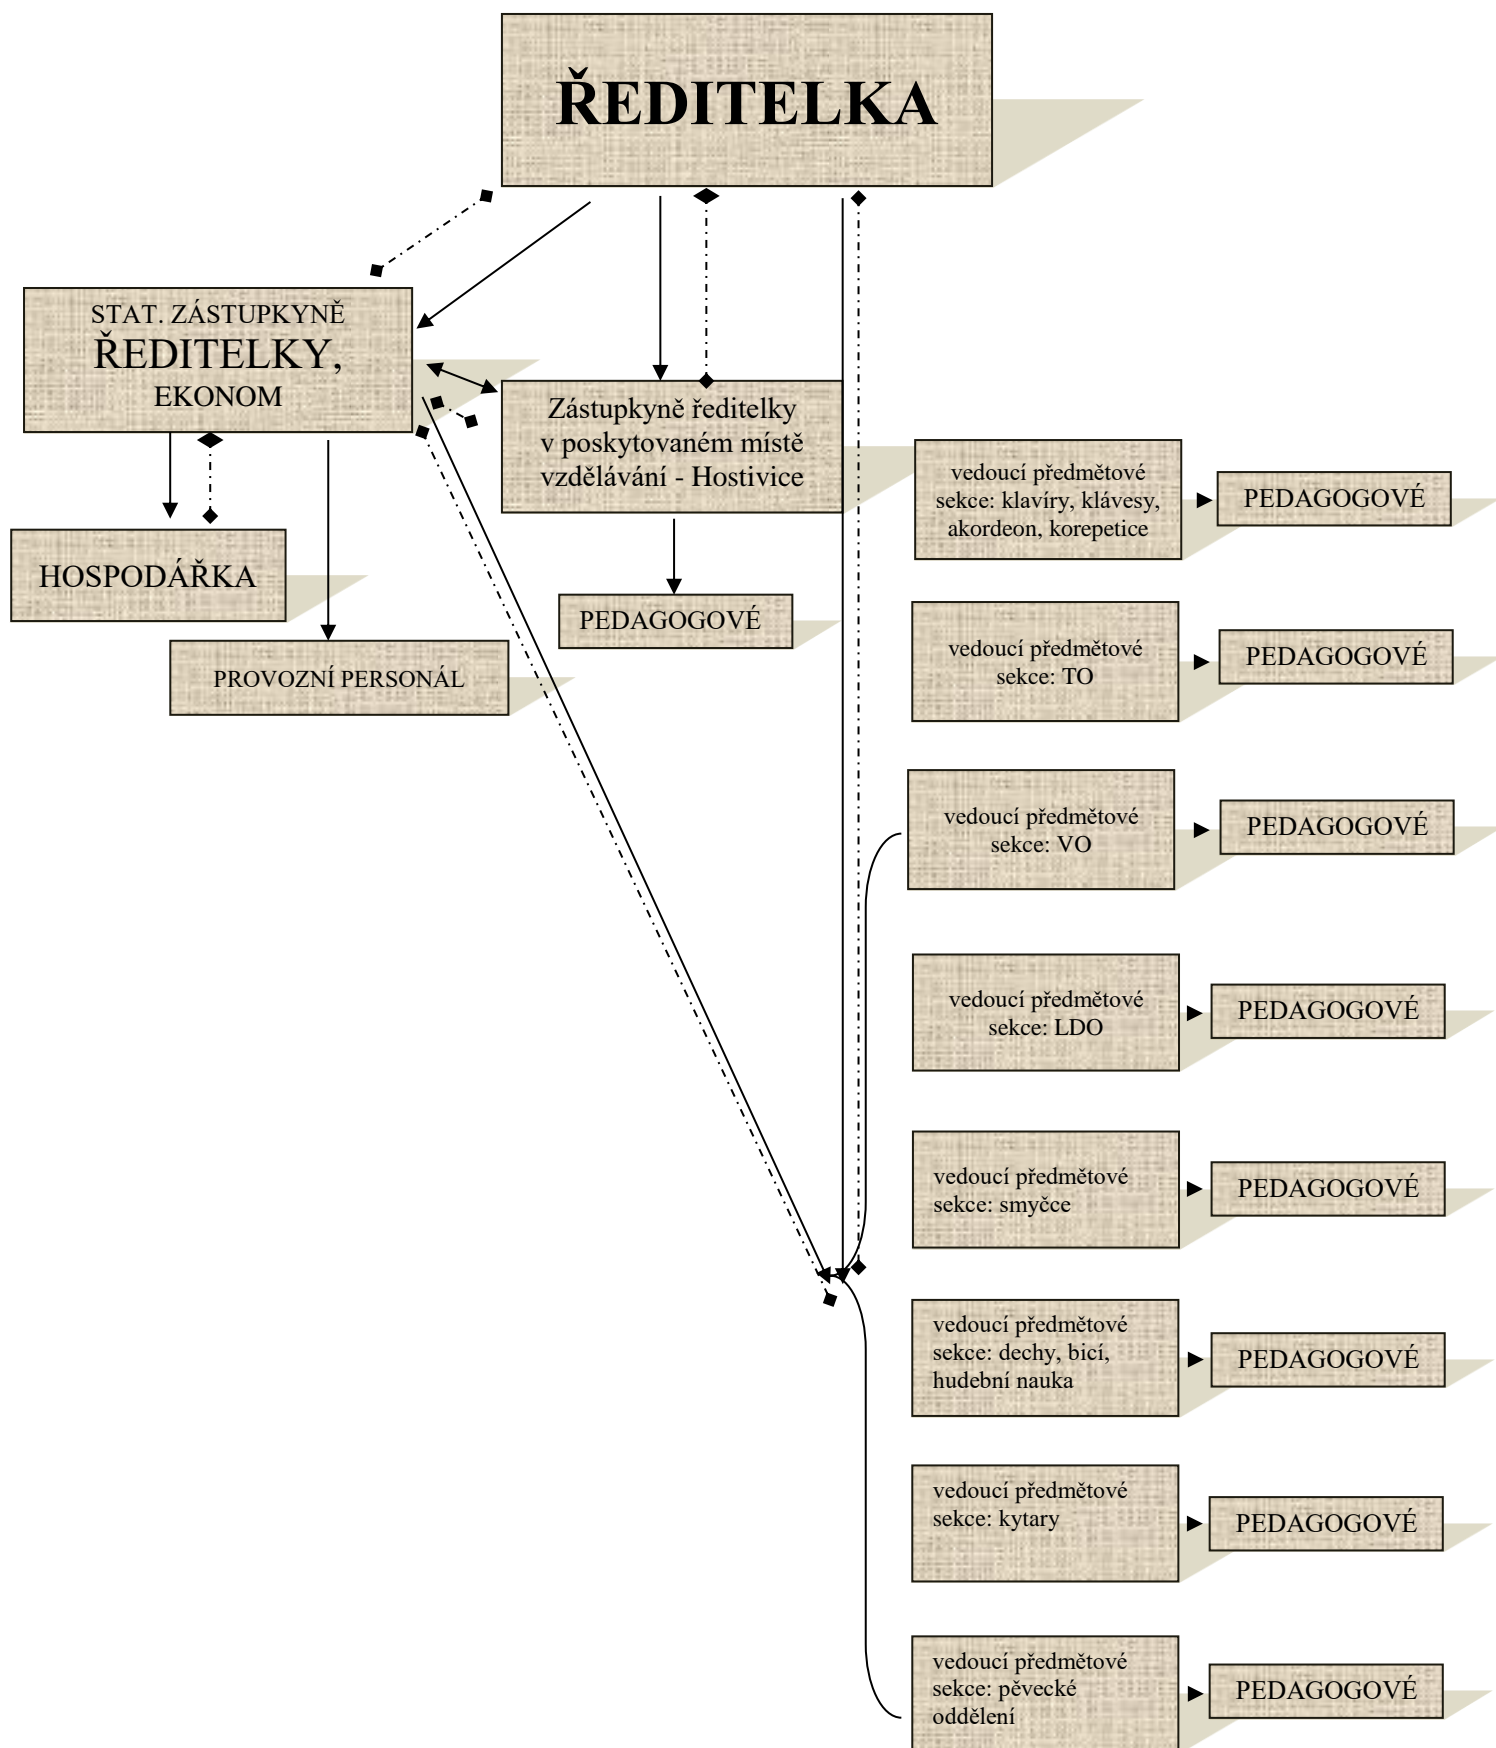 ŘEDITELKA
STAT. ZÁSTUPKYNĚ
ŘEDITELKY,
EKONOM
Zástupkyně ředitelky
v poskytovaném místě
vzdělávání - Hostivice
HOSPODÁŘKA
PEDAGOGOVÉ
PROVOZNÍ PERSONÁL
vedoucí předmětové
sekce: klavíry, klávesy,
akordeon, korepetice
PEDAGOGOVÉ
vedoucí předmětové
sekce: TO
PEDAGOGOVÉ
vedoucí předmětové
sekce: VO
PEDAGOGOVÉ
vedoucí předmětové
sekce: LDO
PEDAGOGOVÉ
vedoucí předmětové
sekce: smyčce
PEDAGOGOVÉ
vedoucí předmětové
sekce: dechy, bicí,
hudební nauka
PEDAGOGOVÉ
vedoucí předmětové
sekce: kytary
PEDAGOGOVÉ
vedoucí předmětové
sekce: pěvecké
oddělení
PEDAGOGOVÉ